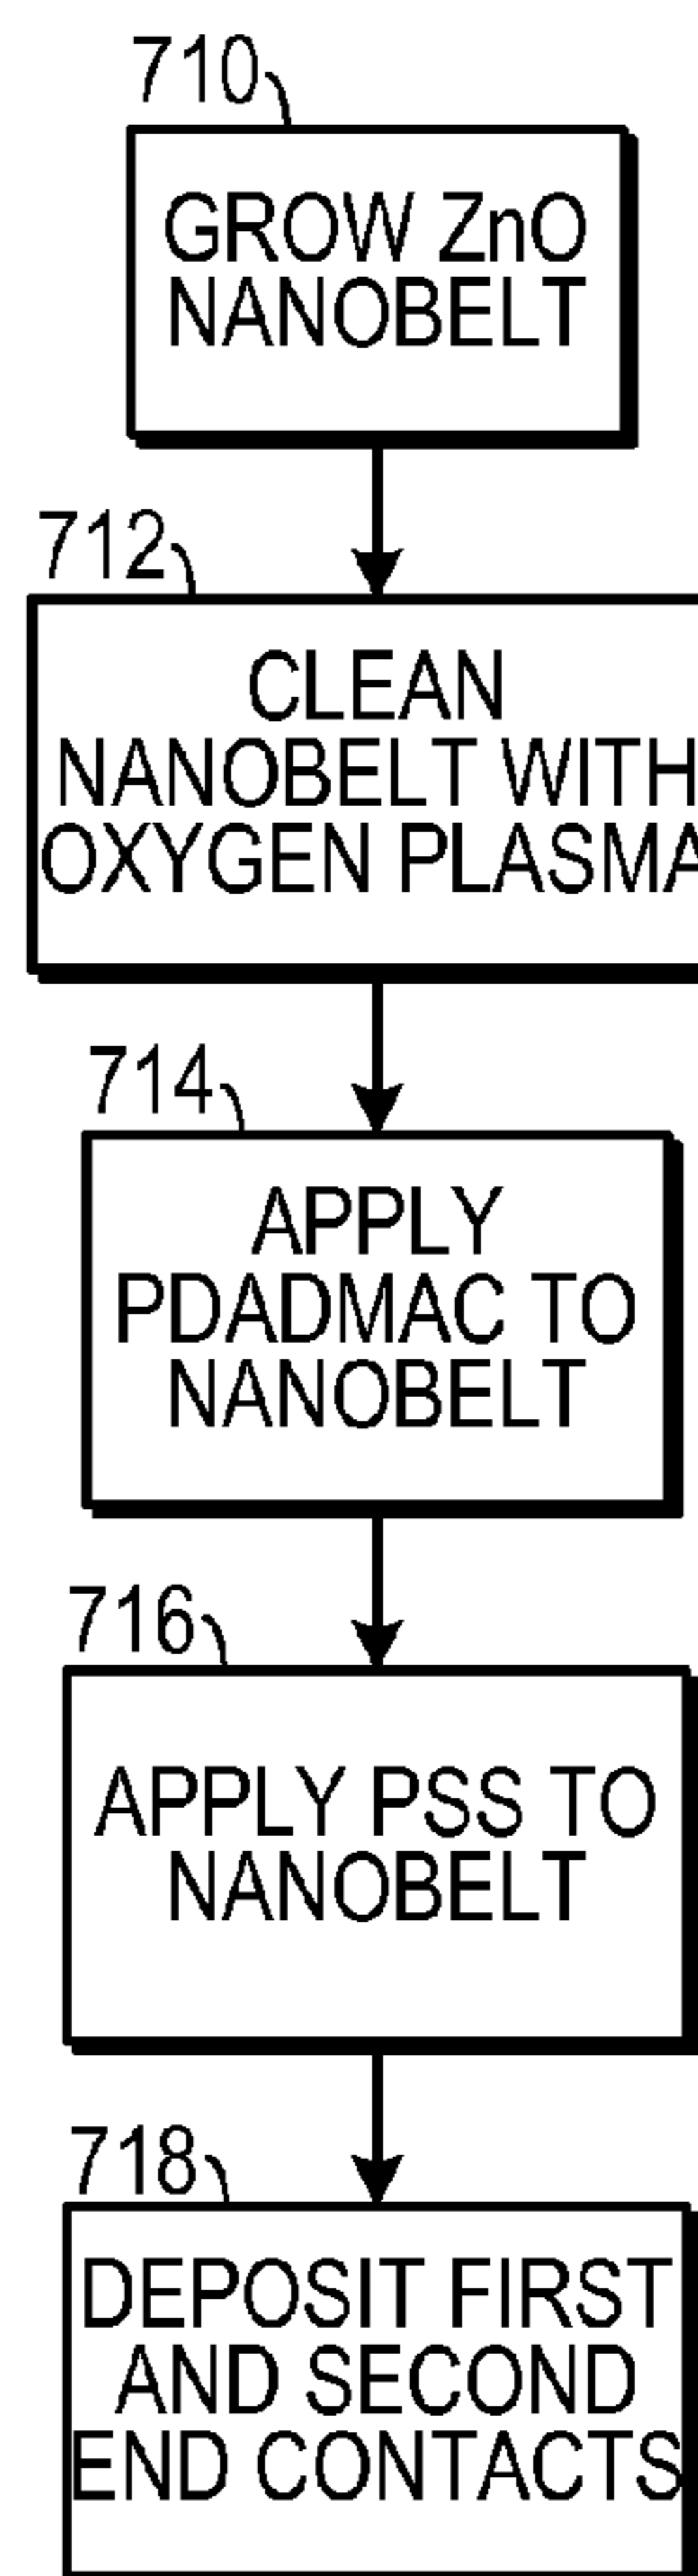 710
GROW ZnO
NANOBELT
712
CLEAN
NANOBELT WITH
OXYGEN PLASMA
714
APPLY
PDADMAC TO
NANOBELT
716
APPLY PSS TO
NANOBELT
718
DEPOSIT FIRST
AND SECOND
END CONTACTS